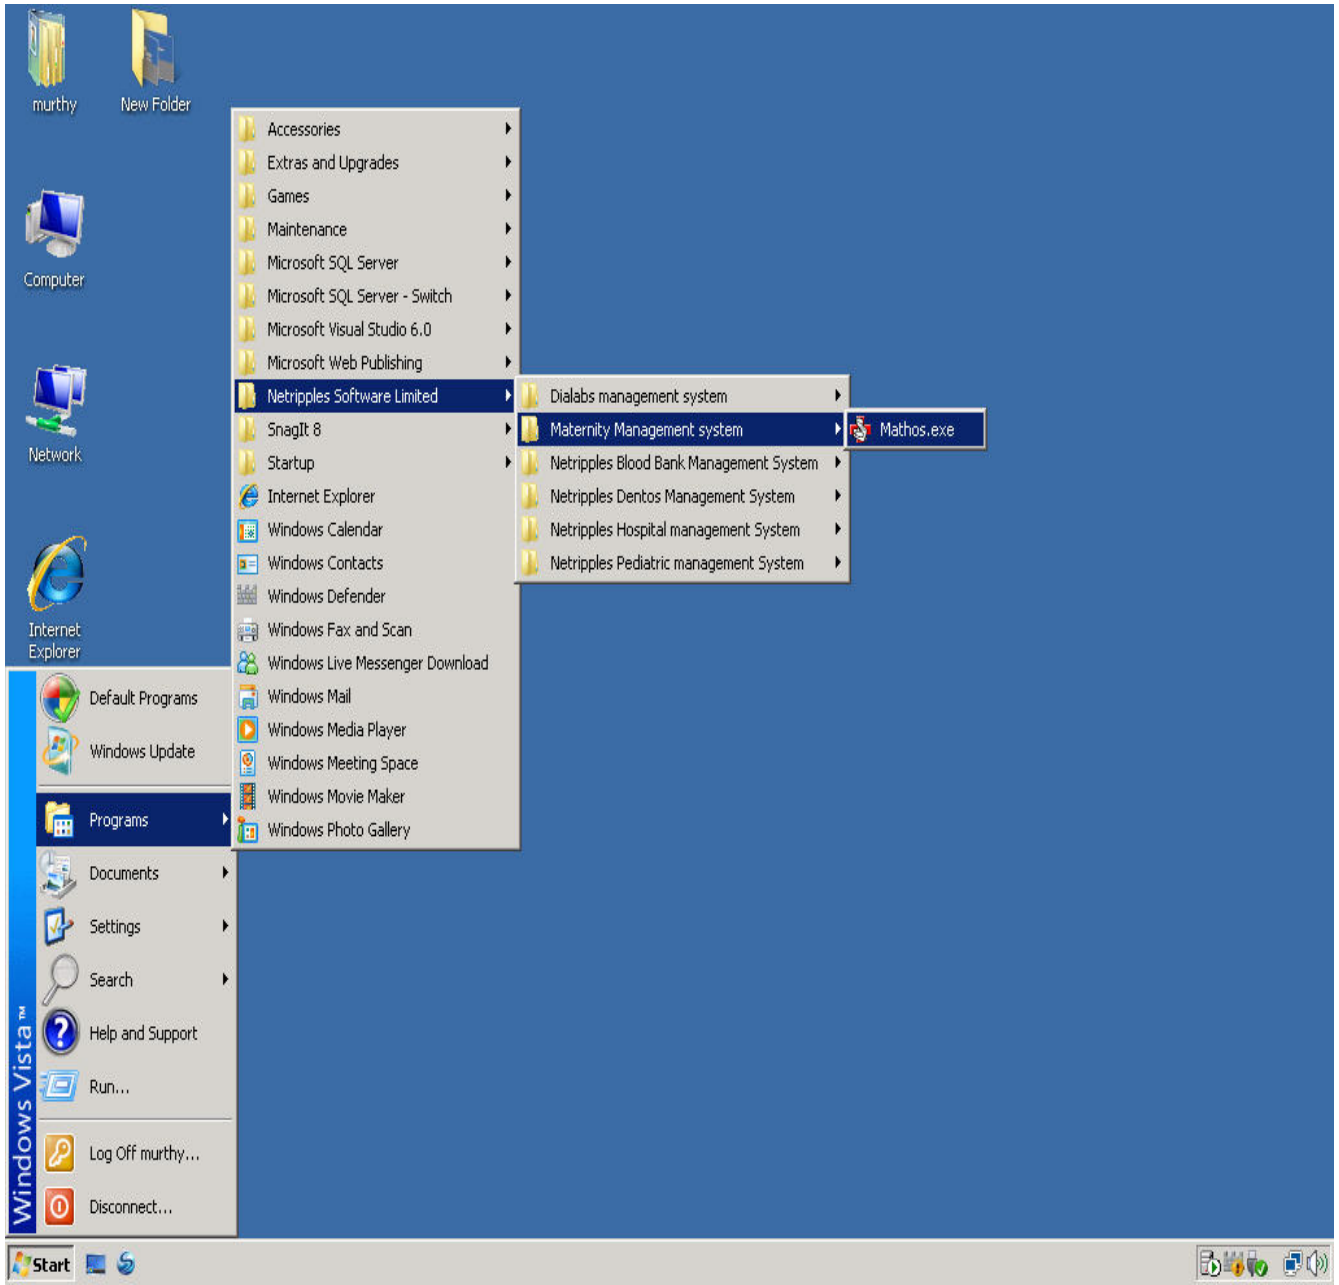 murthy
New Folder
Computer
Network
Internet
Explorer
Accessories
Extras and Upgrades
Games
Maintenance
Microsoft SQL Server
Microsoft SQL Server - Switch
Microsoft Visual Studio 6.0
Microsoft Web Publishing
Netripples Software Limited
SnagIt 8
Startup
Internet Explorer
Windows Calendar
Windows Contacts
Windows Defender
Windows Fax and Scan
Windows Live Messenger Download
Windows Mail
Windows Media Player
Windows Meeting Space
Windows Movie Maker
Windows Photo Gallery
Dialabs management system
Maternity Management system
Netripples Blood Bank Management System
Netripples Dentos Management System
Netripples Hospital management System
Netripples Pediatric management System
Mathos.exe
Default Programs
Windows Update
Programs
Documents
Settings
Search
Help and Support
Run...
Log Off murthy...
Disconnect...
Windows Vista™
Start